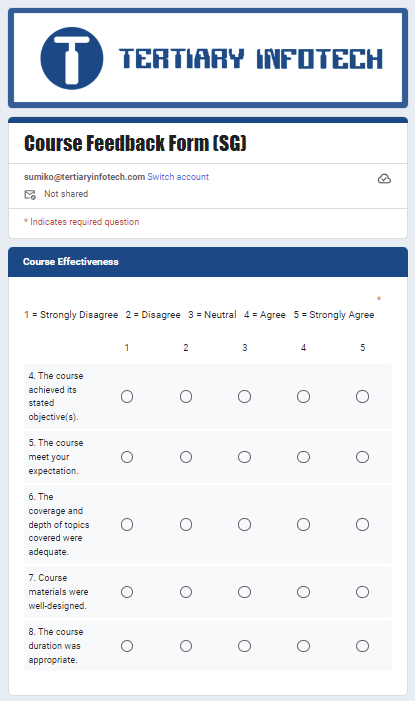 TERTIARY INFOTECH
Course Feedback Form (SG)
sumiko@tertiaryinfotech.com Switch account
Not shared
* Indicates required question
Course Effectiveness
*
1 = Strongly Disagree 2 = Disagree 3 = Neutral 4 = Agree 5 = Strongly Agree
1 2 3 4 5
4. The course
achieved its
stated
objective(s).
5. The course
meet your
expectation.
6. The
coverage and
depth of topics
covered were
adequate.
7. Course
materials were
well-designed.
8. The course
duration was
appropriate.